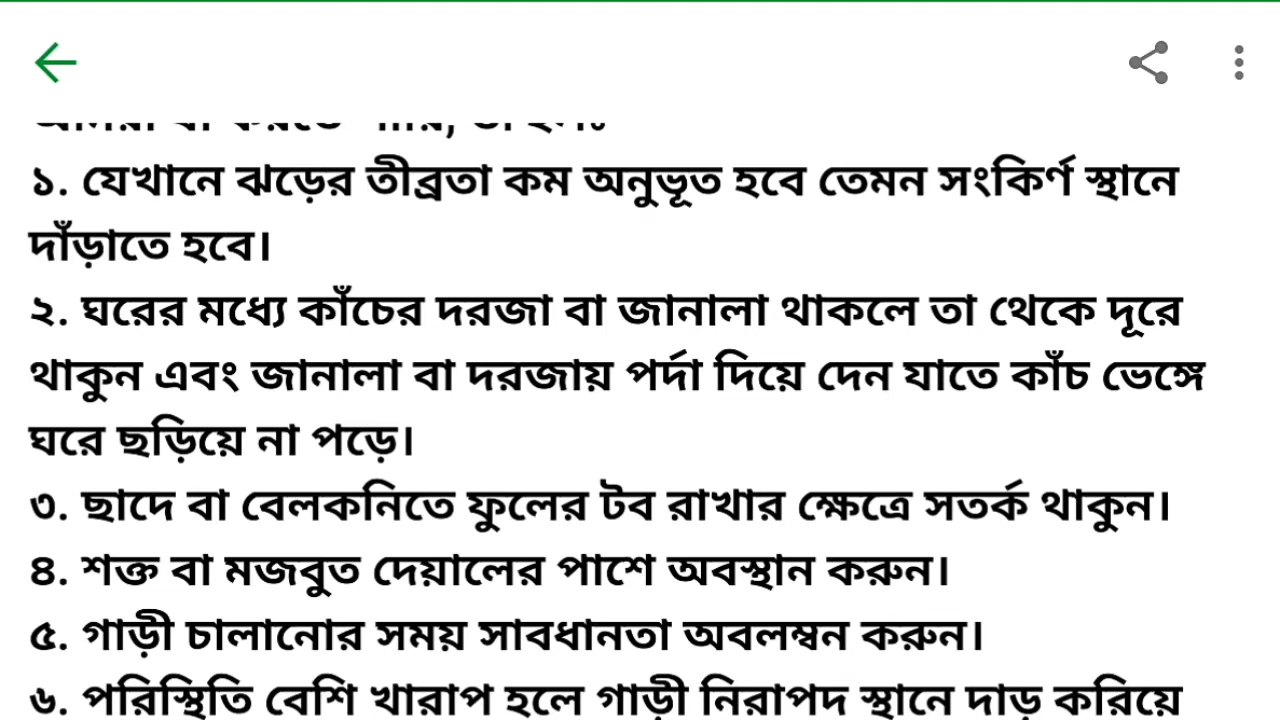 ১. যেখানে ঝড়ের তীব্রতা কম অনুভূত হবে তেমন সংকির্ণ স্থানে
দাঁড়াতে হবে।
২. ঘরের মধ্যে কাঁচের দরজা বা জানালা থাকলে তা থেকে দূরে
থাকুন এবং জানালা বা দরজায় পর্দা দিয়ে দেন যাতে কাঁচ ভেঙ্গে
ঘরে ছড়িয়ে না পড়ে।
৩. ছাদে বা বেলকনিতে ফুলের টব রাখার ক্ষেত্রে সতর্ক থাকুন।
৪. শক্ত বা মজবুত দেয়ালের পাশে অবস্থান করুন।
৫. গাড়ী চালানোর সময় সাবধানতা অবলম্বন করুন।
৬. পরিস্থিতি বেশি খারাপ হলে গাড়ী নিরাপদ স্থানে দাড় করিয়ে